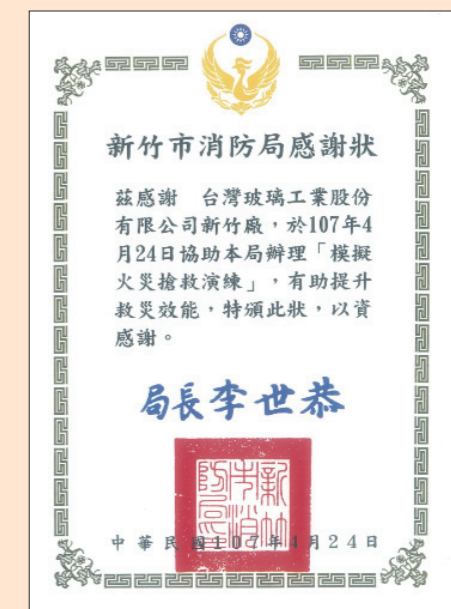 新竹市消防局感謝狀
茲感謝　台灣玻璃工業股份
有限公司新竹廠，於107年4
月24日協助本局辦理「模擬
火災搶救演練」，有助提升
救災效能，特頒此狀，以資
感謝。
局長李世恭
新竹
市消
防局印
中華民國107年4月24日